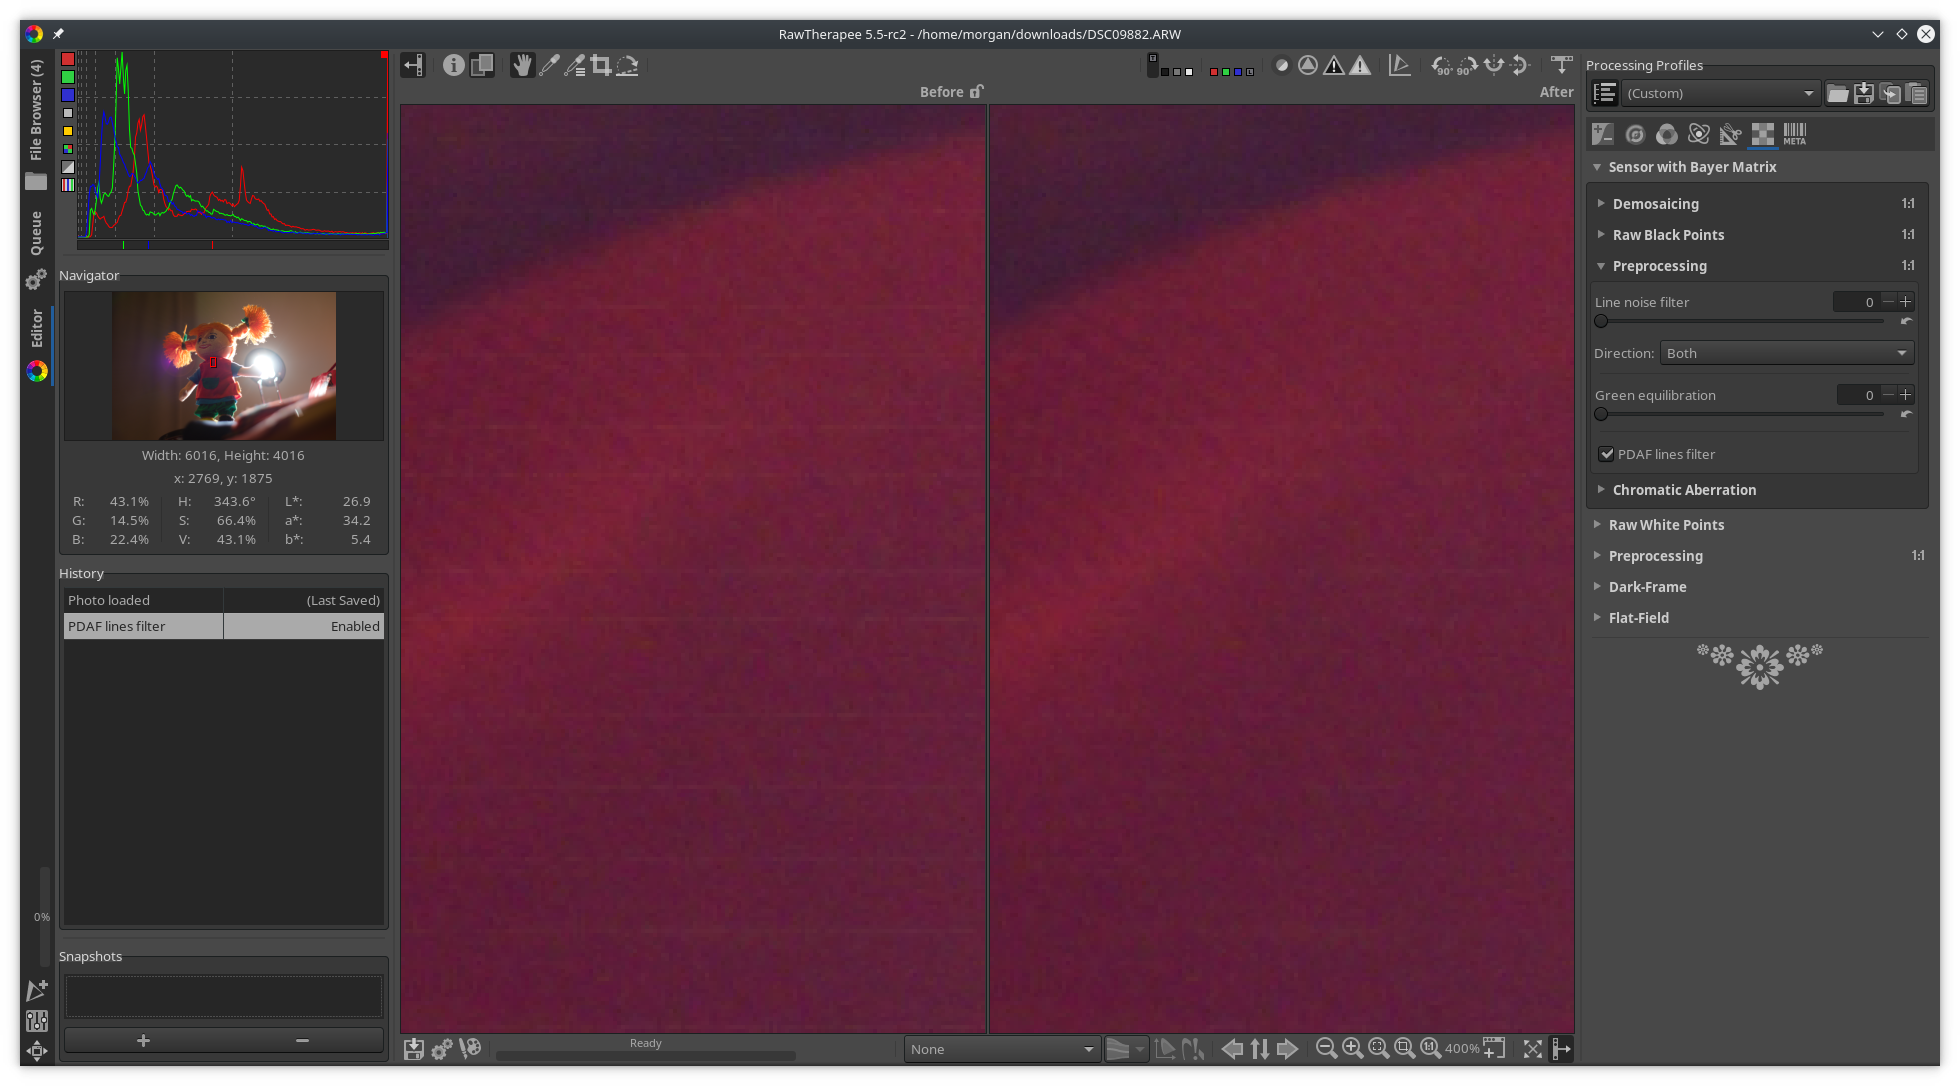 RawTherapee 5.5-rc2 - /home/morgan/downloads/DSC09882.ARW
File Browser (4)
Queue
Editor
0%
Navigator
Width: 6016, Height: 4016
x: 2769, y: 1875
R: 43.1% H: 343.6° L*: 26.9
G: 14.5% S: 66.4% a*: 34.2
B: 22.4% V: 43.1% b*: 5.4
History
Photo loaded (Last Saved)
PDAF lines filter Enabled
Snapshots
Before
After
90° 90°
Ready
None
1:1
400%
Processing Profiles
(Custom)
META
Sensor with Bayer Matrix
Demosaicing 1:1
Raw Black Points 1:1
Preprocessing 1:1
Line noise filter 0
Direction: Both
Green equilibration 0
PDAF lines filter
Chromatic Aberration
Raw White Points
Preprocessing 1:1
Dark-Frame
Flat-Field